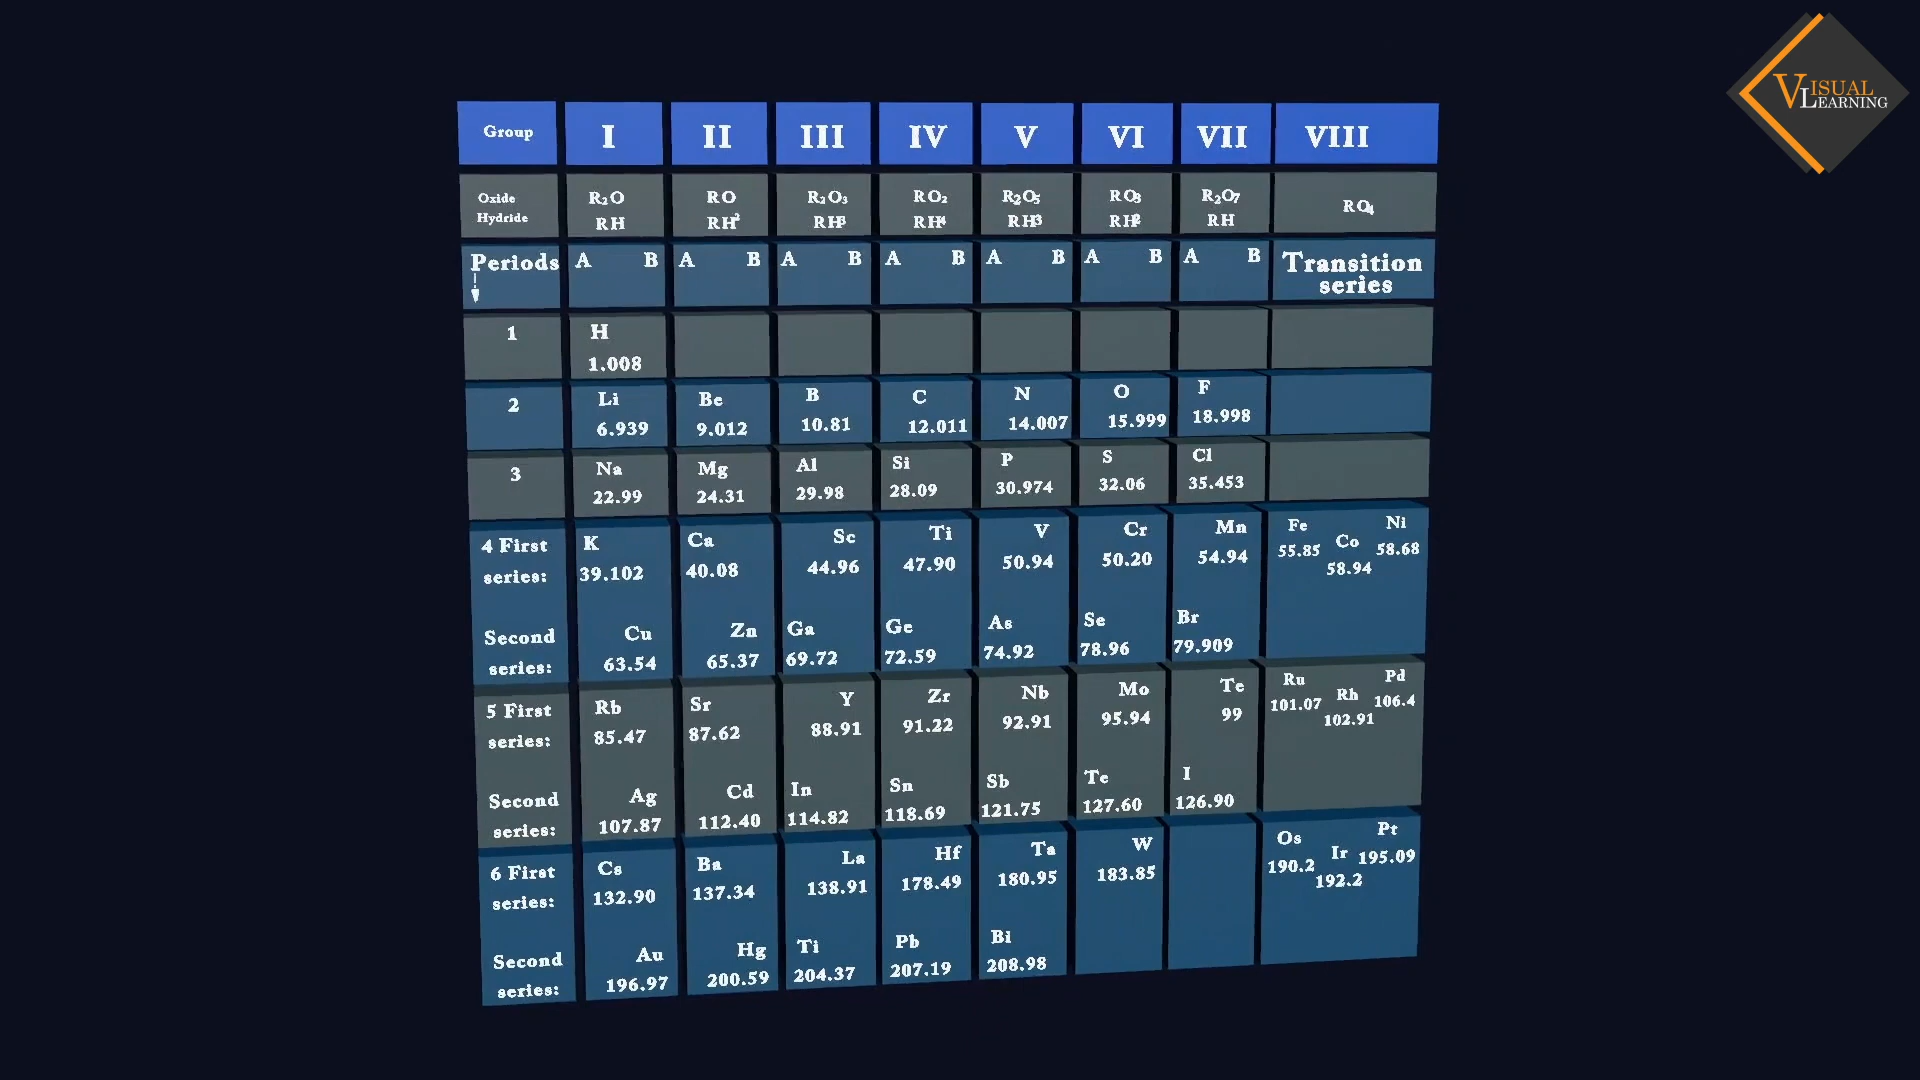 VISUAL
LEARNING
Group I II III IV V VI VII VIII
Oxide R₂O RO R₂O₃ RO₂ R₂O₅ RO₃ R₂O₇ RO₄
Hydride RH RH² RH³ RH⁴ RH³ RH² RH
Periods A B A B A B A B A B A B A B Transition
series
1 H
1.008
2 Li Be B C N O F
6.939 9.012 10.81 12.011 14.007 15.999 18.998
3 Na Mg Al Si P S Cl
22.99 24.31 29.98 28.09 30.974 32.06 35.453
4 First K Ca Sc Ti V Cr Mn Fe Co Ni
series: 39.102 40.08 44.96 47.90 50.94 50.20 54.94 55.85 58.94 58.68
Second Cu Zn Ga Ge As Se Br
series: 63.54 65.37 69.72 72.59 74.92 78.96 79.909
5 First Rb Sr Y Zr Nb Mo Te Ru Rh Pd
series: 85.47 87.62 88.91 91.22 92.91 95.94 99 101.07 102.91 106.4
Second Ag Cd In Sn Sb Te I
series: 107.87 112.40 114.82 118.69 121.75 127.60 126.90
6 First Cs Ba La Hf Ta W Os Ir Pt
series: 132.90 137.34 138.91 178.49 180.95 183.85 190.2 192.2 195.09
Second Au Hg Ti Pb Bi
series: 196.97 200.59 204.37 207.19 208.98